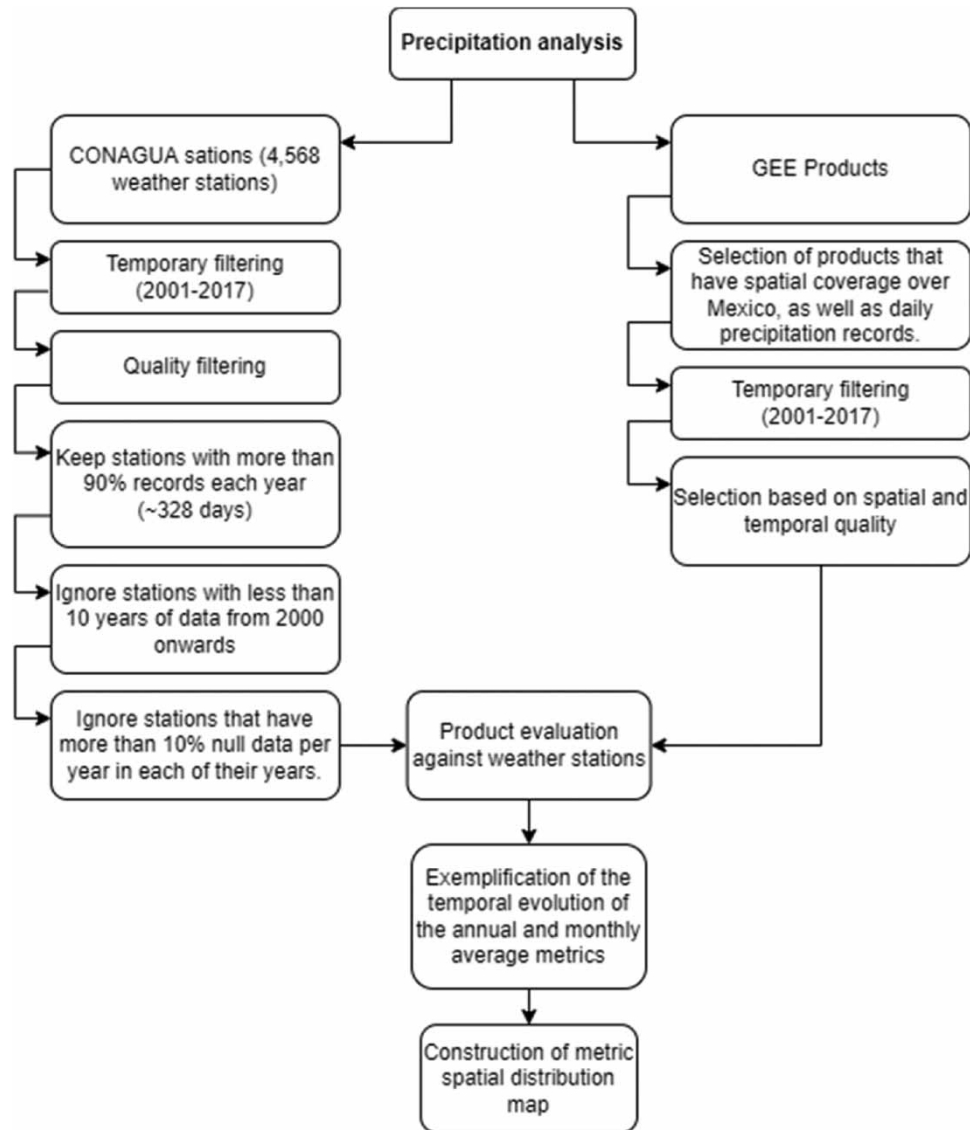 Precipitation analysis
CONAGUA sations (4,568
weather stations)
Temporary filtering
(2001-2017)
Quality filtering
Keep stations with more than
90% records each year
(~328 days)
Ignore stations with less than
10 years of data from 2000
onwards
Ignore stations that have
more than 10% null data per
year in each of their years.
GEE Products
Selection of products that
have spatial coverage over
Mexico, as well as daily
precipitation records.
Temporary filtering
(2001-2017)
Selection based on spatial and
temporal quality
Product evaluation
against weather stations
Exemplification of the
temporal evolution of
the annual and monthly
average metrics
Construction of metric
spatial distribution
map